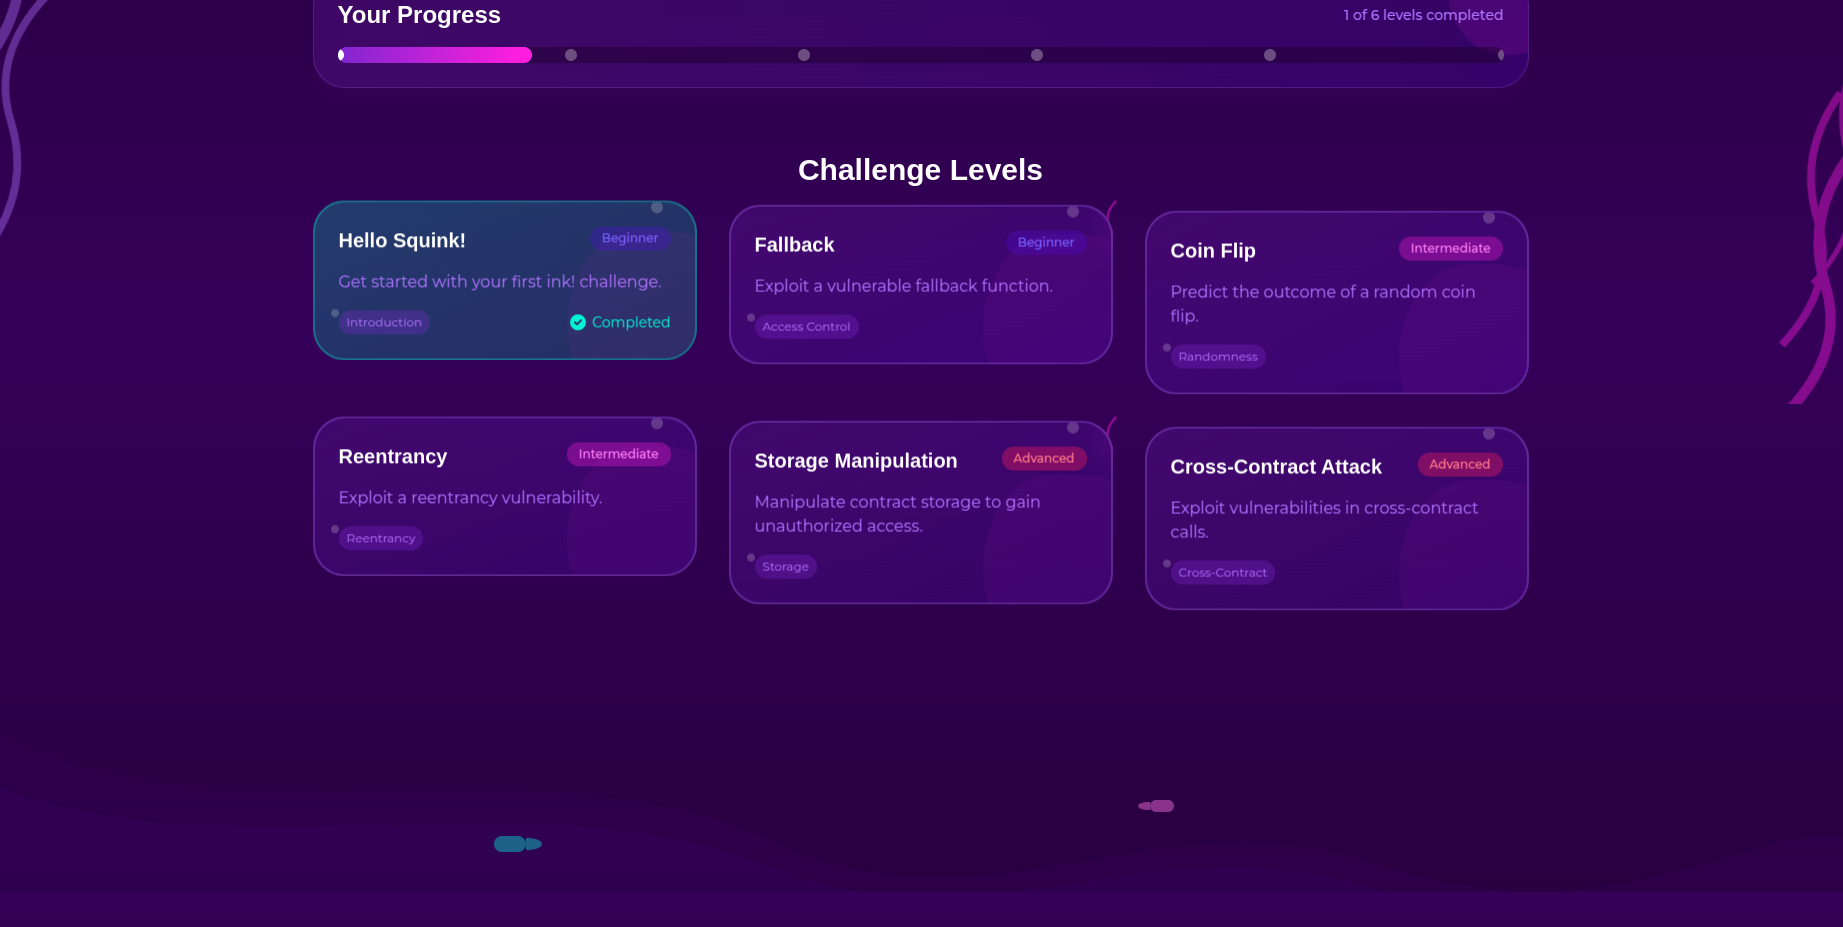 Your Progress
1 of 6 levels completed
Challenge Levels
Hello Squink!
Beginner
Get started with your first ink! challenge.
Introduction
Completed
Fallback
Beginner
Exploit a vulnerable fallback function.
Access Control
Coin Flip
Intermediate
Predict the outcome of a random coin
flip.
Randomness
Reentrancy
Intermediate
Exploit a reentrancy vulnerability.
Reentrancy
Storage Manipulation
Advanced
Manipulate contract storage to gain
unauthorized access.
Storage
Cross-Contract Attack
Advanced
Exploit vulnerabilities in cross-contract
calls.
Cross-Contract